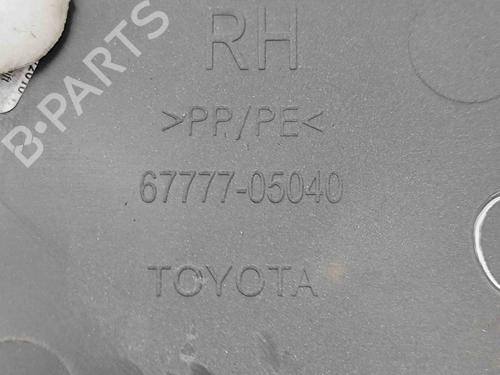 RH
>PP/PE<
67777-05040
TOYOTA
B-PARTS